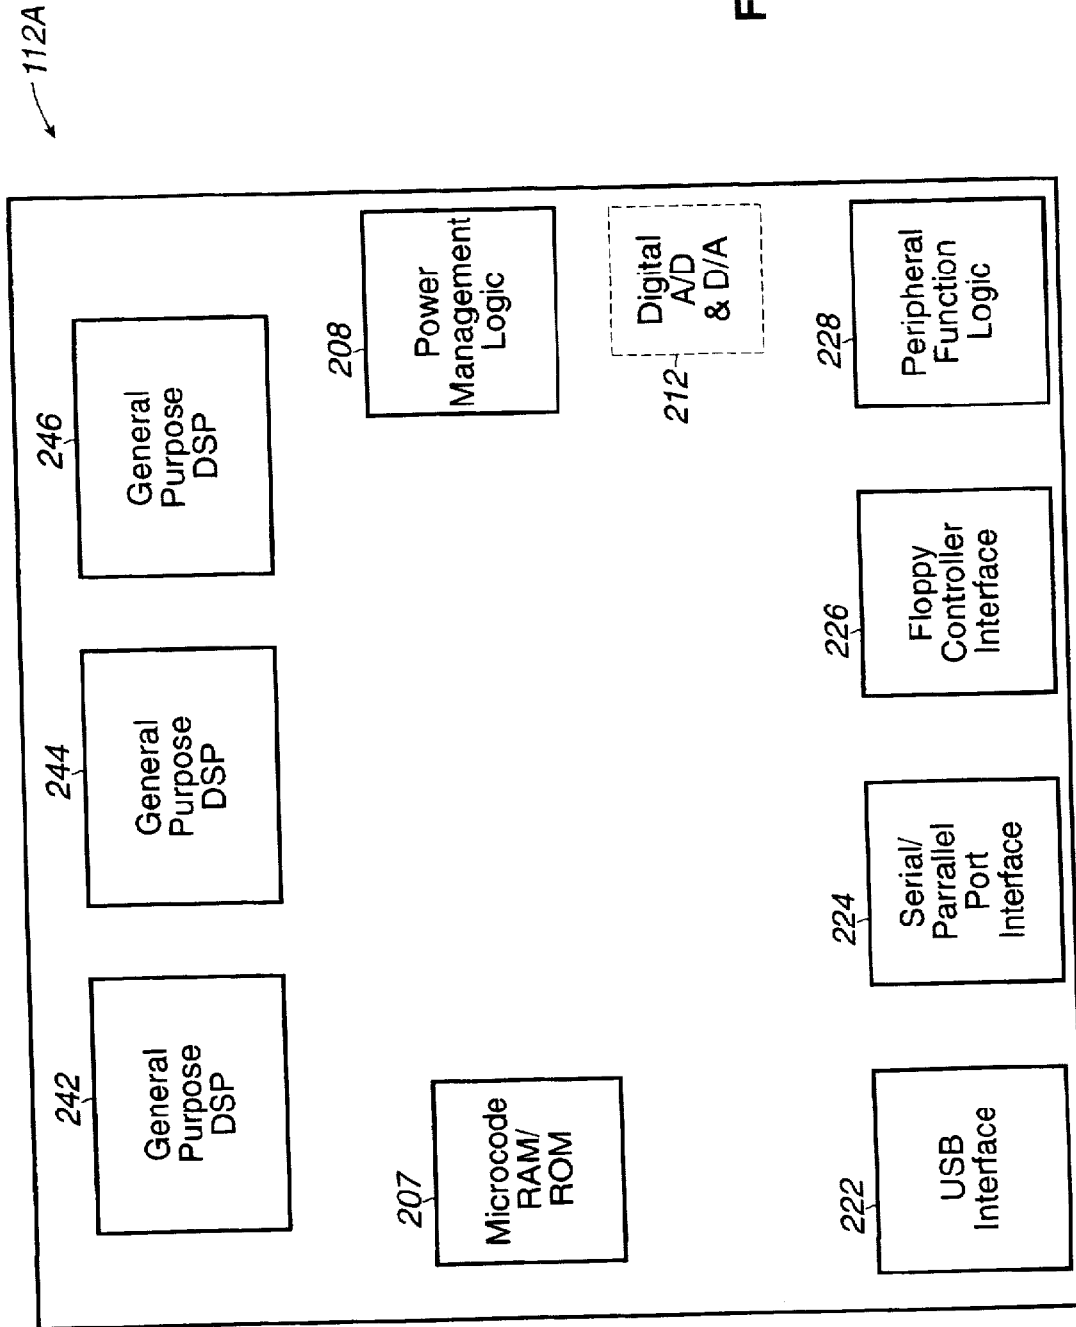 112A
242
General
Purpose
DSP
244
General
Purpose
DSP
246
General
Purpose
DSP
207
Microcode
RAM/
ROM
208
Power
Management
Logic
212
Digital
A/D
& D/A
222
USB
Interface
224
Serial/
Parrallel
Port
Interface
226
Floppy
Controller
Interface
228
Peripheral
Function
Logic
F